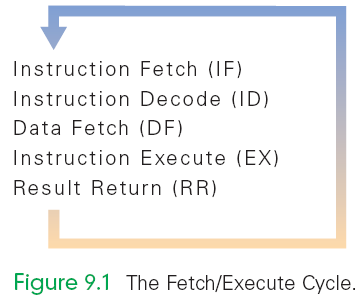 Instruction Fetch (IF)
Instruction Decode (ID)
Data Fetch (DF)
Instruction Execute (EX)
Result Return (RR)
Figure 9.1 The Fetch/Execute Cycle.